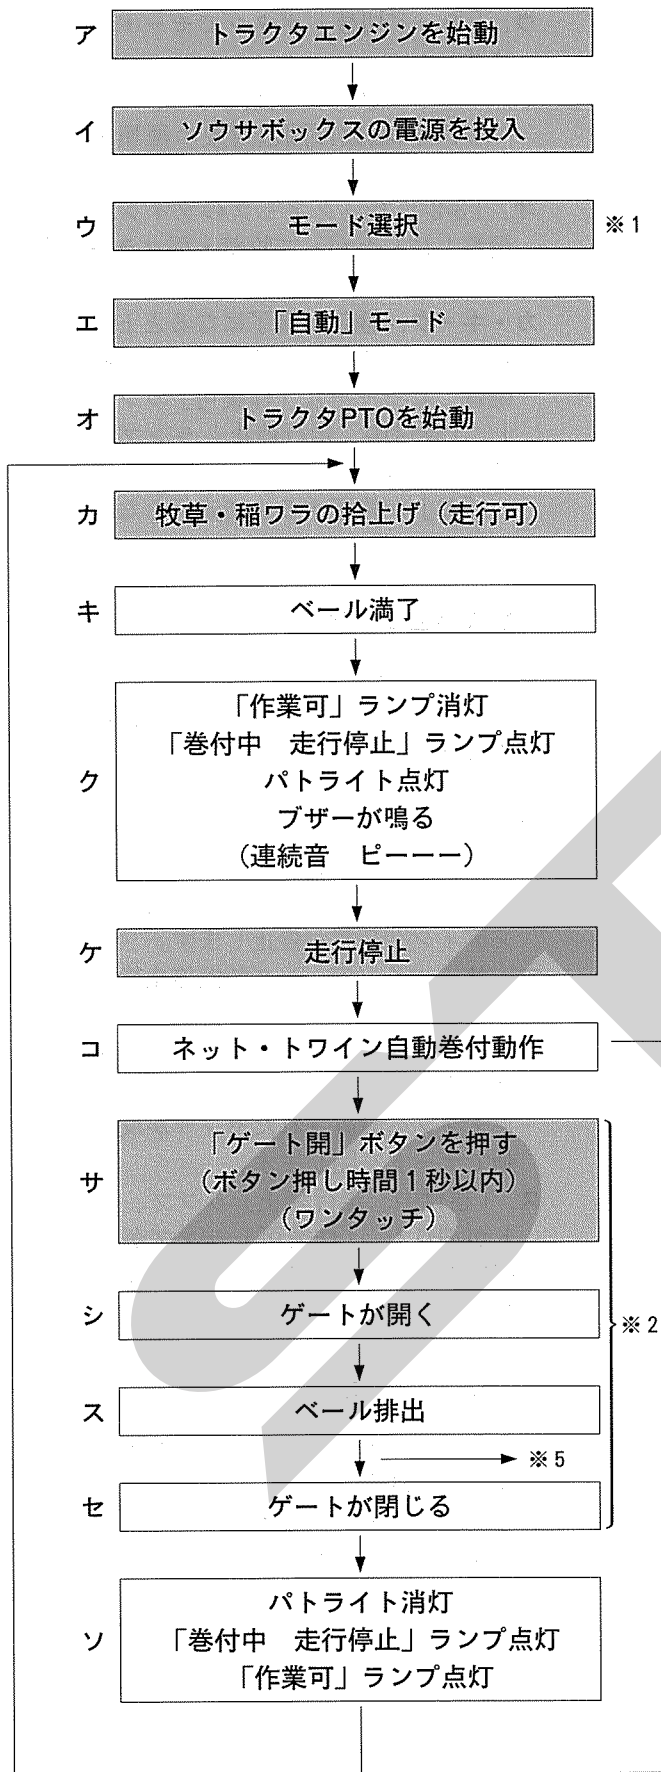 ア トラクタエンジンを始動
イ ソウサボックスの電源を投入
ウ モード選択 ※1
エ 「自動」モード
オ トラクタPTOを始動
カ 牧草・稲ワラの拾上げ（走行可）
キ ベール満了
「作業可」ランプ消灯
「巻付中　走行停止」ランプ点灯
ク パトライト点灯
ブザーが鳴る
（連続音　ピーーー）
ケ 走行停止
コ ネット・トワイン自動巻付動作
「ゲート開」ボタンを押す
サ （ボタン押し時間1秒以内）
（ワンタッチ）
シ ゲートが開く ※2
ス ベール排出
※5
セ ゲートが閉じる
パトライト消灯
ソ 「巻付中　走行停止」ランプ点灯
「作業可」ランプ点灯